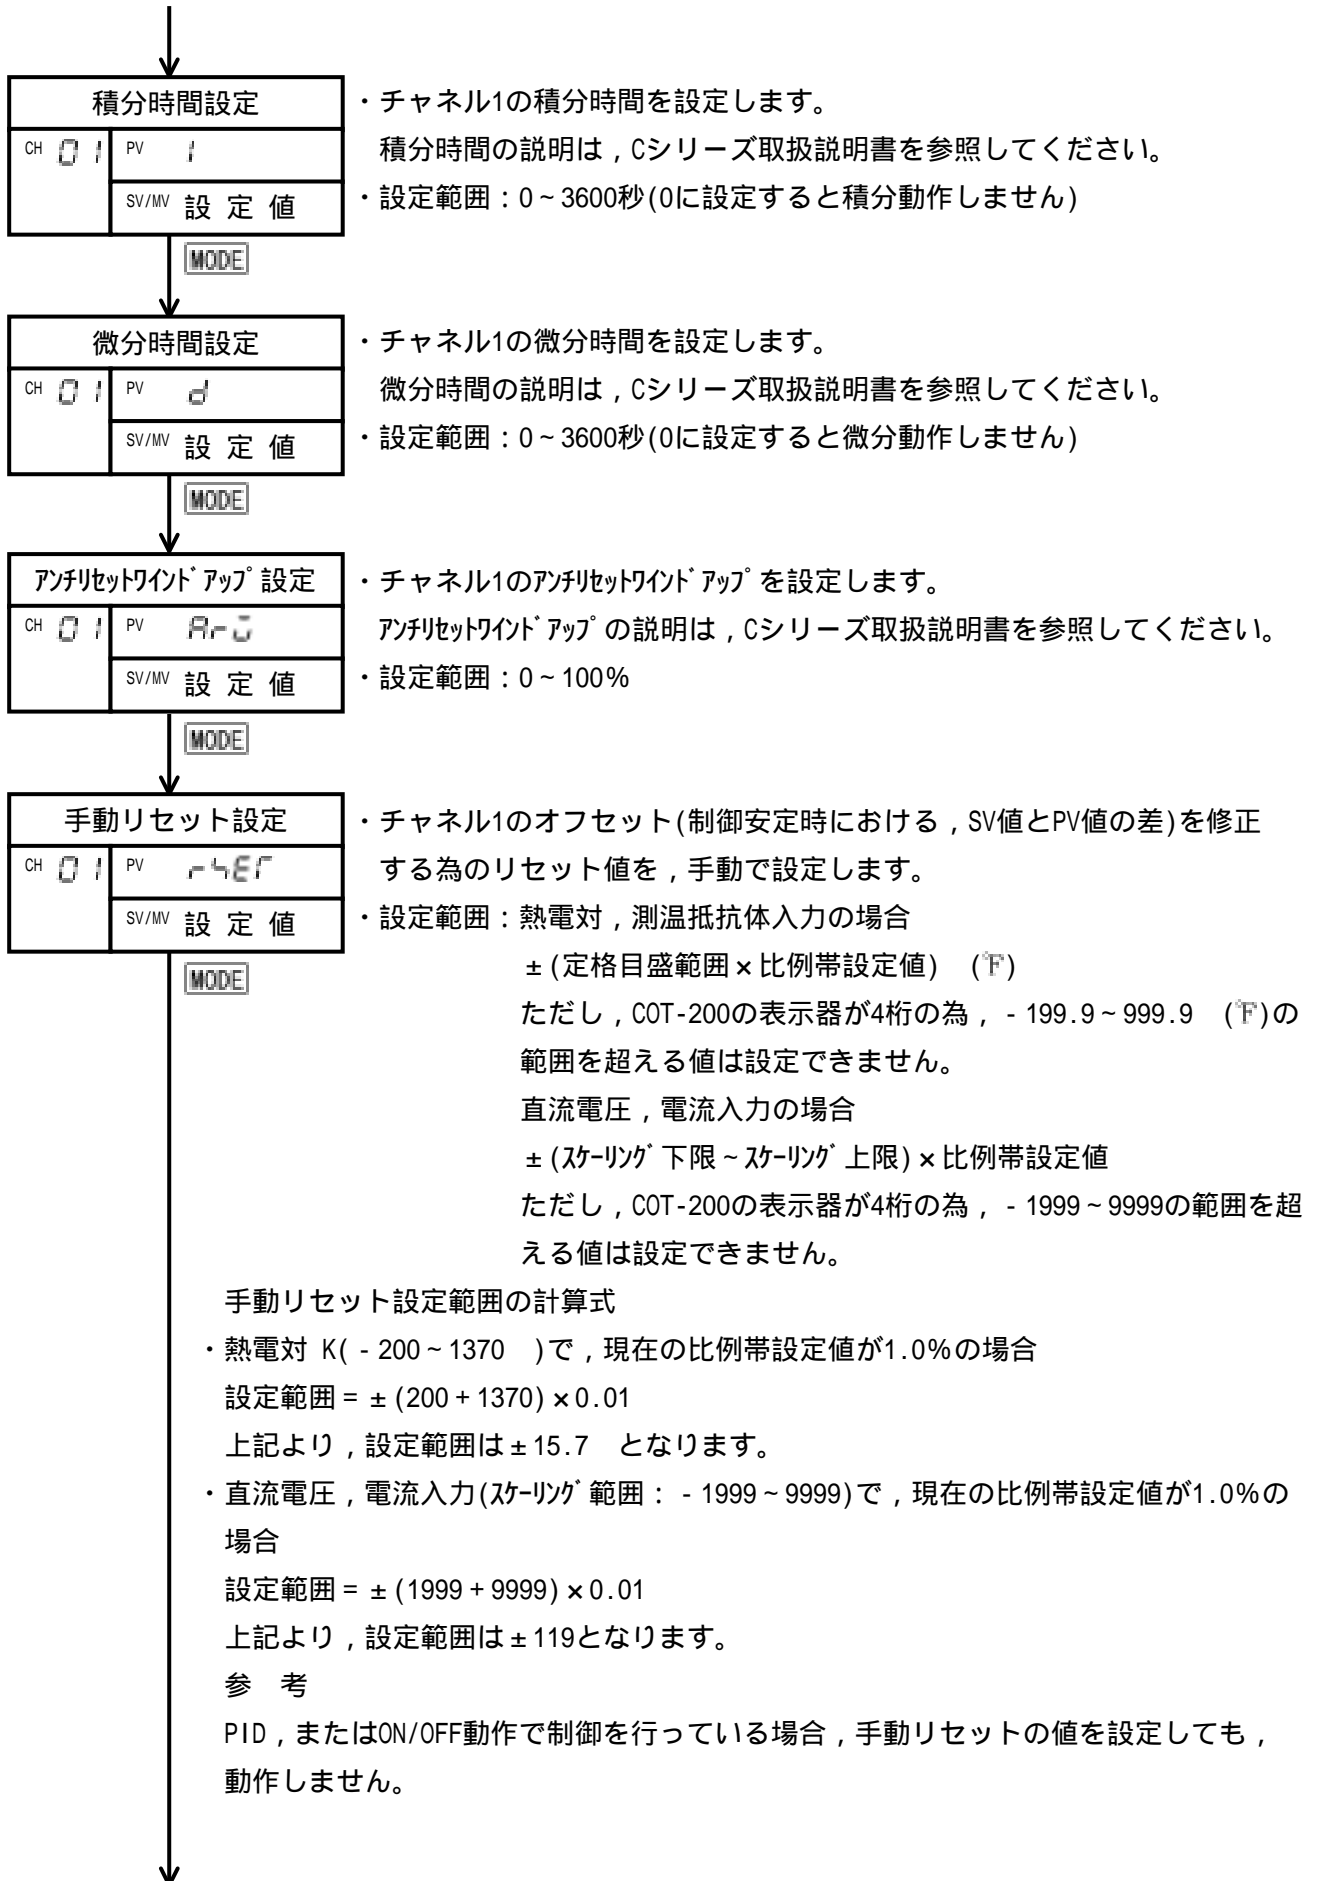 積分時間設定
・チャネル1の積分時間を設定します。
CH 01 PV I
積分時間の説明は，Cシリーズ取扱説明書を参照してください。
SV/MV 設 定 値
・設定範囲：0～3600秒(0に設定すると積分動作しません)
MODE
微分時間設定
・チャネル1の微分時間を設定します。
CH 01 PV d
微分時間の説明は，Cシリーズ取扱説明書を参照してください。
SV/MV 設 定 値
・設定範囲：0～3600秒(0に設定すると微分動作しません)
MODE
ｱﾝﾁﾘｾｯﾄﾜｲﾝﾄﾞｱｯﾌﾟ設定
・チャネル1のｱﾝﾁﾘｾｯﾄﾜｲﾝﾄﾞｱｯﾌﾟを設定します。
CH 01 PV Arw
ｱﾝﾁﾘｾｯﾄﾜｲﾝﾄﾞｱｯﾌﾟの説明は，Cシリーズ取扱説明書を参照してください。
SV/MV 設 定 値
・設定範囲：0～100％
MODE
手動リセット設定
・チャネル1のオフセット(制御安定時における，SV値とPV値の差)を修正
CH 01 PV rSET
する為のリセット値を，手動で設定します。
SV/MV 設 定 値
・設定範囲：熱電対，測温抵抗体入力の場合
MODE
±(定格目盛範囲×比例帯設定値)　(℉)
ただし，COT-200の表示器が4桁の為，-199.9～999.9　(℉)の
範囲を超える値は設定できません。
直流電圧，電流入力の場合
±(ｽｹｰﾘﾝｸﾞ下限～ｽｹｰﾘﾝｸﾞ上限)×比例帯設定値
ただし，COT-200の表示器が4桁の為，-1999～9999の範囲を超
える値は設定できません。
手動リセット設定範囲の計算式
・熱電対 K(-200～1370　)で，現在の比例帯設定値が1.0％の場合
設定範囲=±(200+1370)×0.01
上記より，設定範囲は±15.7　となります。
・直流電圧，電流入力(ｽｹｰﾘﾝｸﾞ範囲：-1999～9999)で，現在の比例帯設定値が1.0％の
場合
設定範囲=±(1999+9999)×0.01
上記より，設定範囲は±119となります。
参　考
PID，またはON/OFF動作で制御を行っている場合，手動リセットの値を設定しても，
動作しません。